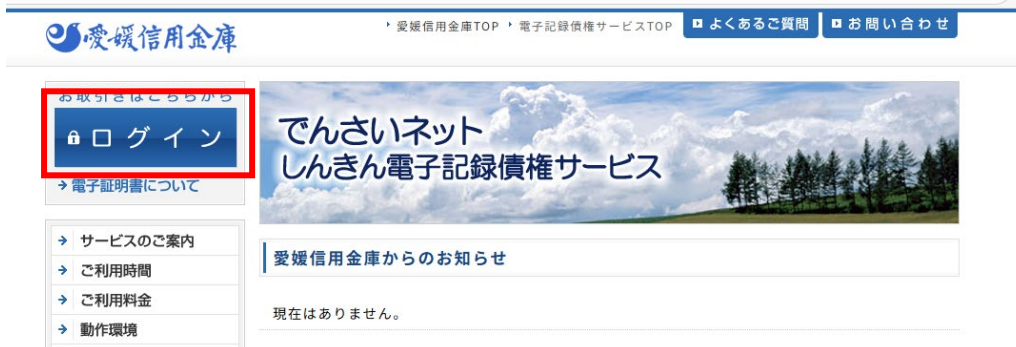 愛媛信用金庫
愛媛信用金庫TOP 電子記録債権サービスTOP よくあるご質問 お問い合わせ
お取引きはこちらから
ログイン
電子証明書について
でんさいネット
しんきん電子記録債権サービス
サービスのご案内
ご利用時間
ご利用料金
動作環境
愛媛信用金庫からのお知らせ
現在はありません。